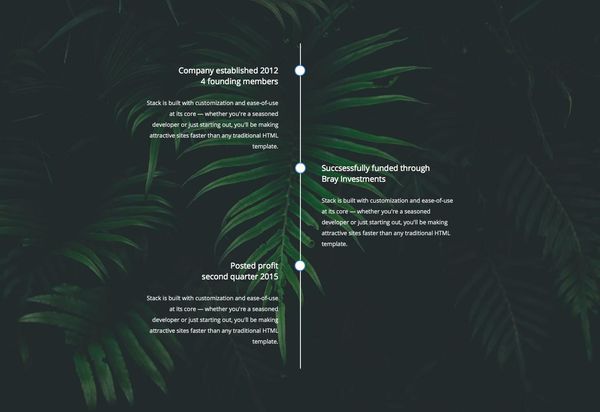 Company established 2012
4 founding members
Stack is built with customization and ease-of-use
at its core — whether you're a seasoned
developer or just starting out, you'll be making
attractive sites faster than any traditional HTML
template.
Succsessfully funded through
Bray Investments
Stack is built with customization and ease-of-use
at its core — whether you're a seasoned
developer or just starting out, you'll be making
attractive sites faster than any traditional HTML
template.
Posted profit
second quarter 2015
Stack is built with customization and ease-of-use
at its core — whether you're a seasoned
developer or just starting out, you'll be making
attractive sites faster than any traditional HTML
template.